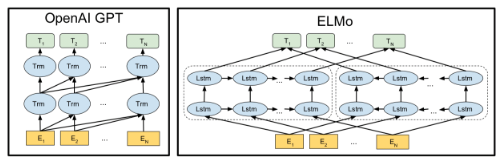 OpenAI GPT
T1 T2 ... TN
Trm Trm ... Trm
Trm Trm ... Trm
E1 E2 ... EN
ELMo
T1 T2 ... TN
Lstm Lstm ... Lstm Lstm Lstm ... Lstm
Lstm Lstm ... Lstm Lstm Lstm ... Lstm
E1 E2 ... EN